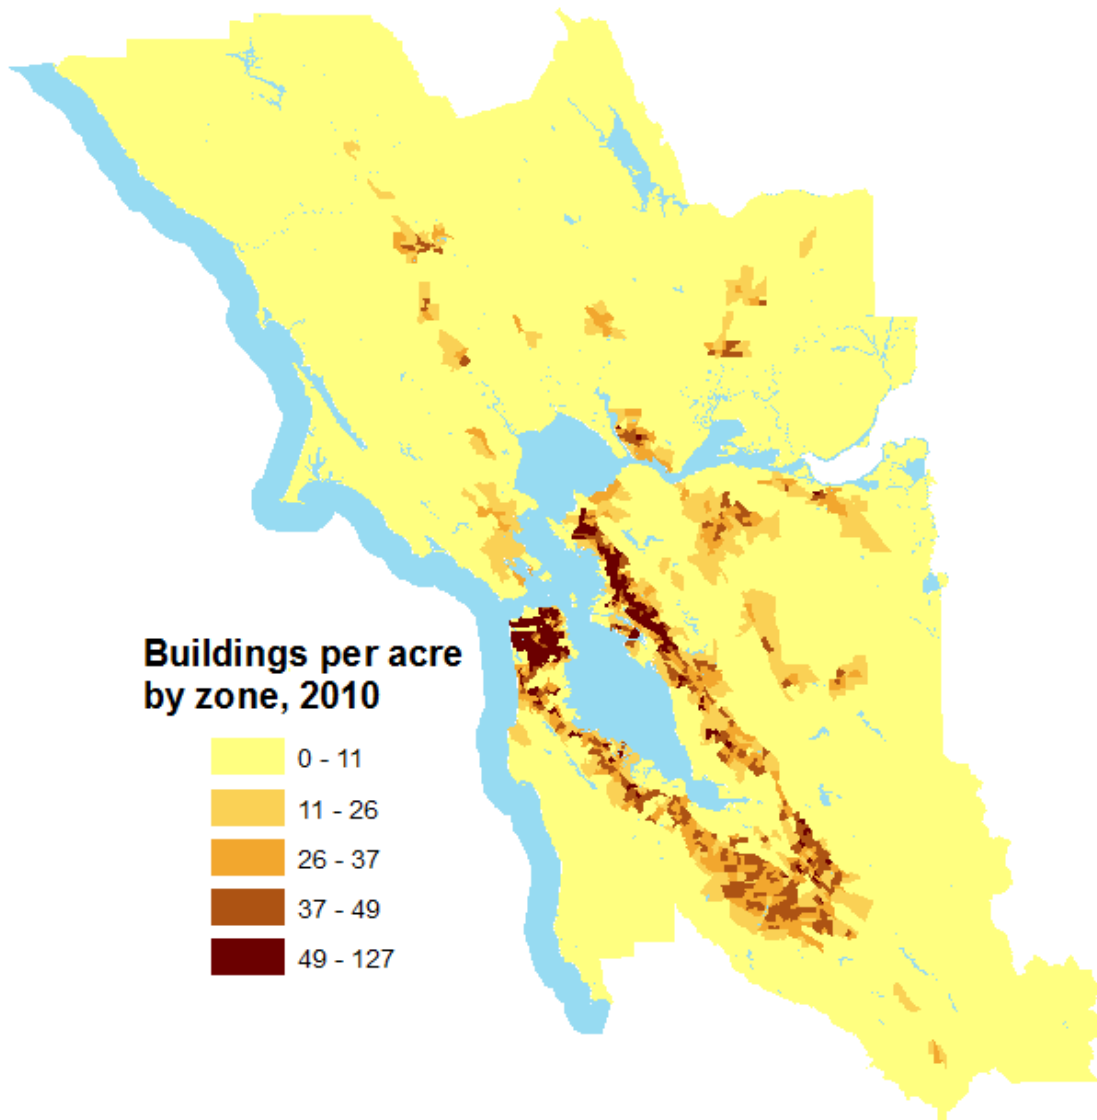 Buildings per acre
by zone, 2010
0 - 11
11 - 26
26 - 37
37 - 49
49 - 127